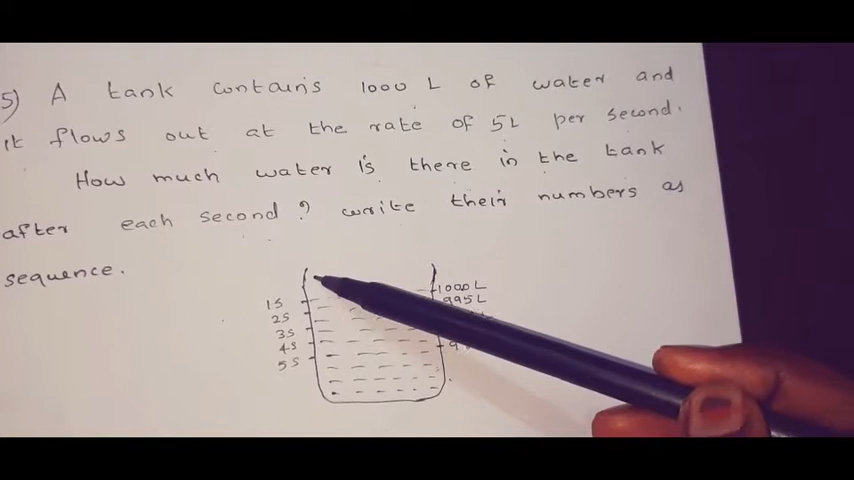 5) A tank contains 1000 L of water and
it flows out at the rate of 5L per second.
How much water is there in the tank
after each second? write their numbers as
sequence.
1000 L
1S 995 L
2S
3S
4S
5S